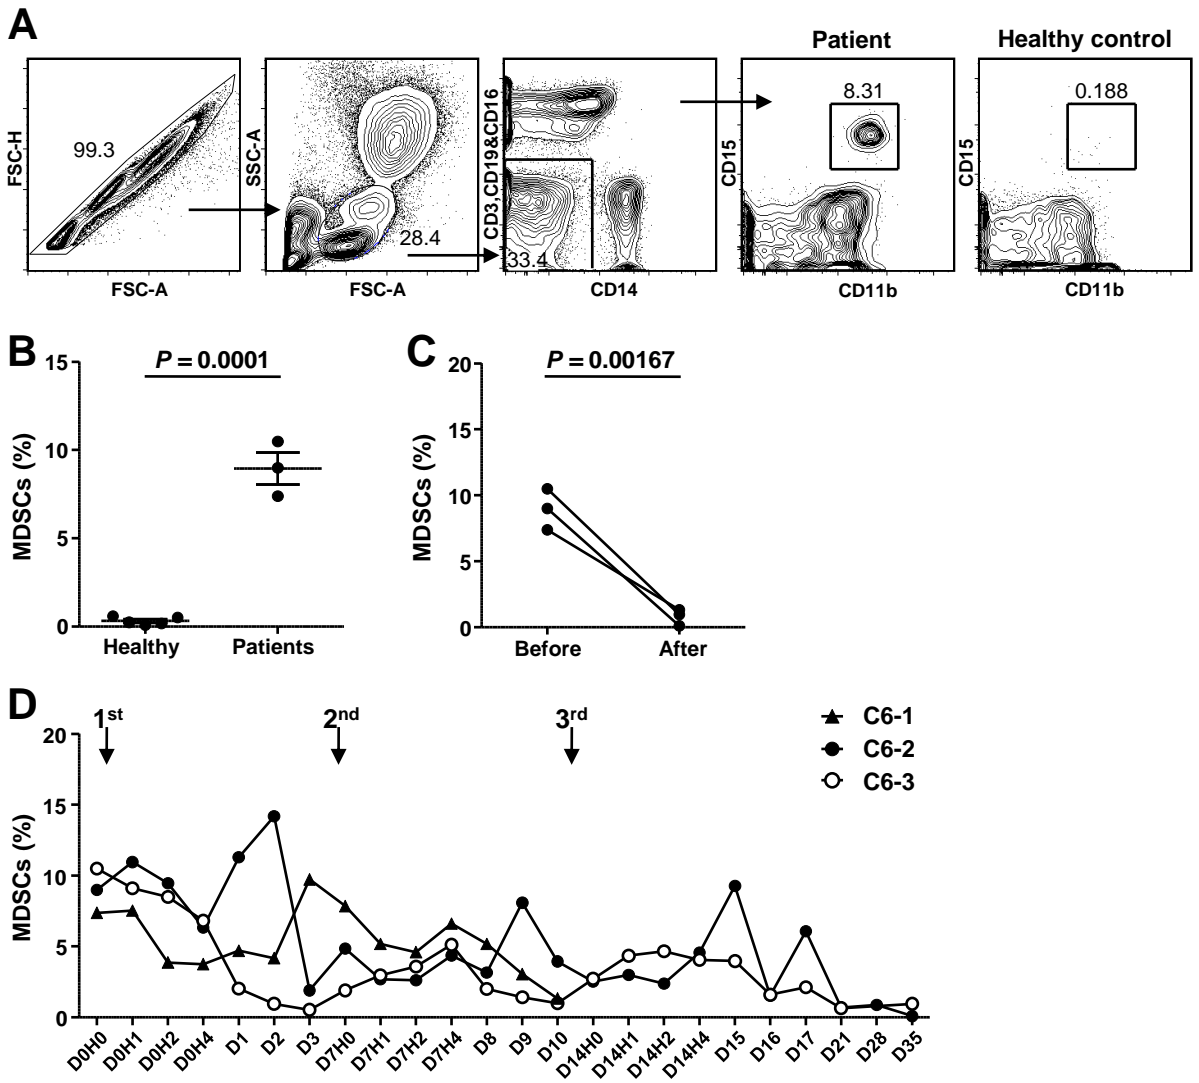 A
Patient
Healthy control
FSC-H
99.3
FSC-A
SSC-A
28.4
FSC-A
CD3,CD19&CD16
33.4
CD14
CD15
8.31
CD11b
CD15
0.188
CD11b
B
P = 0.0001
MDSCs (%)
15
10
5
0
Healthy
Patients
C
P = 0.00167
MDSCs (%)
20
15
10
5
0
Before
After
D
1st
2nd
3rd
C6-1
C6-2
C6-3
MDSCs (%)
20
15
10
5
0
D0H0
D0H1
D0H2
D0H4
D1
D2
D3
D7H0
D7H1
D7H2
D7H4
D8
D9
D10
D14H0
D14H1
D14H2
D14H4
D15
D16
D17
D21
D28
D35